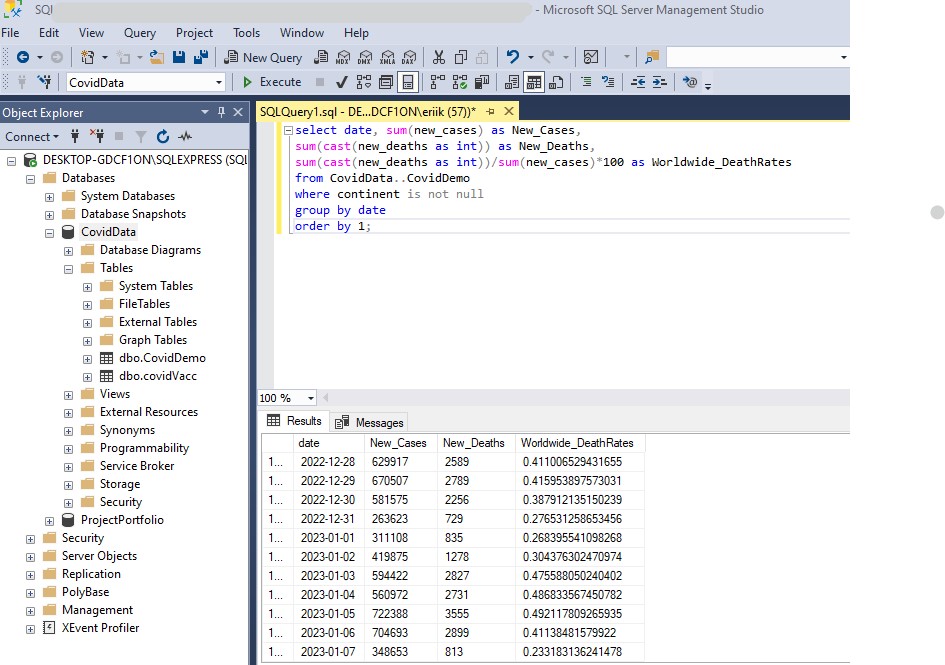 SQL - Microsoft SQL Server Management Studio
File Edit View Query Project Tools Window Help
New Query MDX DMX XMLA DAX
CovidData Execute
Object Explorer
Connect
DESKTOP-GDCF1ON\SQLEXPRESS (SQL
Databases
System Databases
Database Snapshots
CovidData
Database Diagrams
Tables
System Tables
FileTables
External Tables
Graph Tables
dbo.CovidDemo
dbo.covidVacc
Views
External Resources
Synonyms
Programmability
Service Broker
Storage
Security
ProjectPortfolio
Security
Server Objects
Replication
PolyBase
Management
XEvent Profiler
SQLQuery1.sql - DE...DCF1ON\eriik (57))*
select date, sum(new_cases) as New_Cases,
sum(cast(new_deaths as int)) as New_Deaths,
sum(cast(new_deaths as int))/sum(new_cases)*100 as Worldwide_DeathRates
from CovidData..CovidDemo
where continent is not null
group by date
order by 1;
100 %
Results Messages
date New_Cases New_Deaths Worldwide_DeathRates
1... 2022-12-28 629917 2589 0.411006529431655
1... 2022-12-29 670507 2789 0.415953897573031
1... 2022-12-30 581575 2256 0.387912135150239
1... 2022-12-31 263623 729 0.276531258653456
1... 2023-01-01 311108 835 0.268395541098268
1... 2023-01-02 419875 1278 0.304376302470974
1... 2023-01-03 594422 2827 0.475588050240402
1... 2023-01-04 560972 2731 0.486833567450782
1... 2023-01-05 722388 3555 0.492117809265935
1... 2023-01-06 704693 2899 0.41138481579922
1... 2023-01-07 348653 813 0.233183136241478